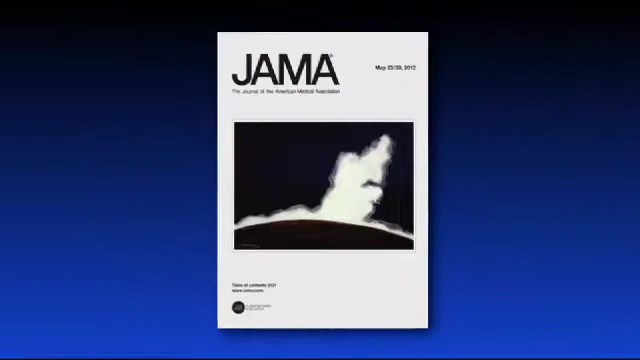 JAMA®
May 23/30, 2012
The Journal of the American Medical Association
Table of contents 2121
www.jama.com